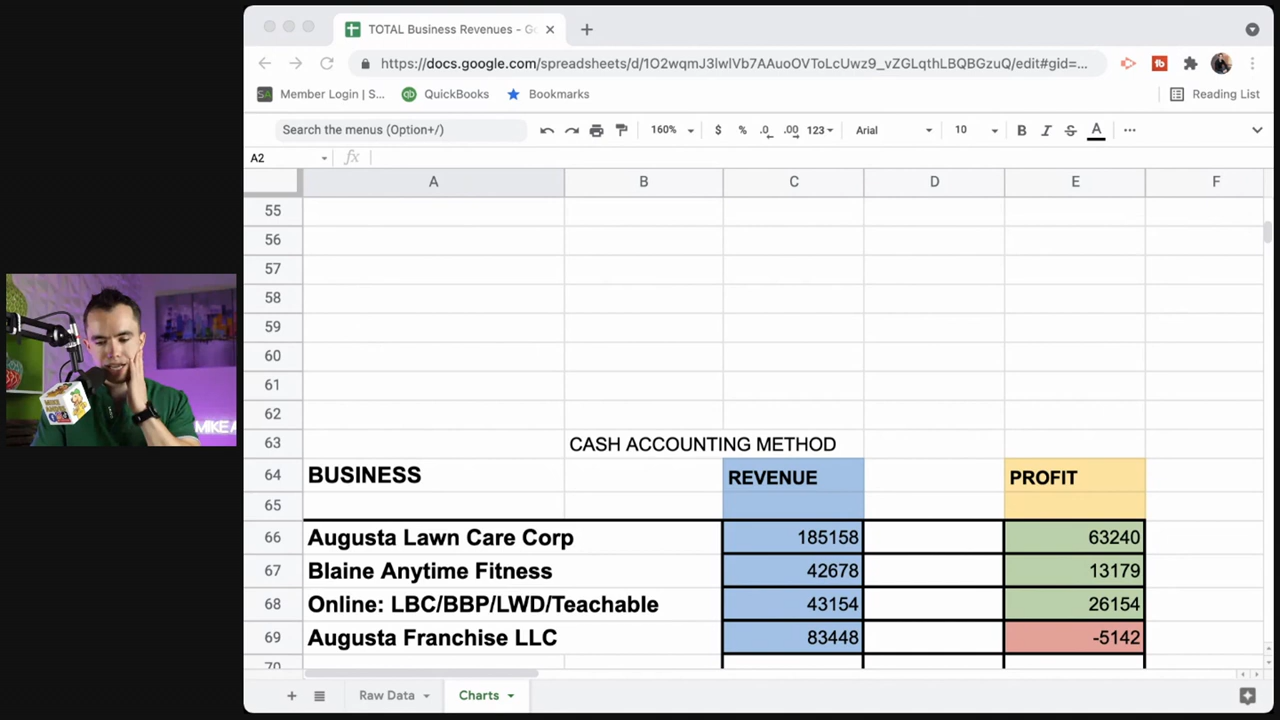 TOTAL Business Revenues - Go
https://docs.google.com/spreadsheets/d/1O2wqmJ3lwlVb7AAuoOVToLcUwz9_vZGLqthLBQBGzuQ/edit#gid=...
Member Login | S...
QuickBooks
Bookmarks
Reading List
Search the menus (Option+/)
160%
$ % .0 .00 123
Arial
10
B I S A
A2
fx
A B C D E F
55
56
57
58
59
60
61
62
63 CASH ACCOUNTING METHOD
64 BUSINESS REVENUE PROFIT
65
66 Augusta Lawn Care Corp 185158 63240
67 Blaine Anytime Fitness 42678 13179
68 Online: LBC/BBP/LWD/Teachable 43154 26154
69 Augusta Franchise LLC 83448 -5142
70
Raw Data
Charts
MIKE A